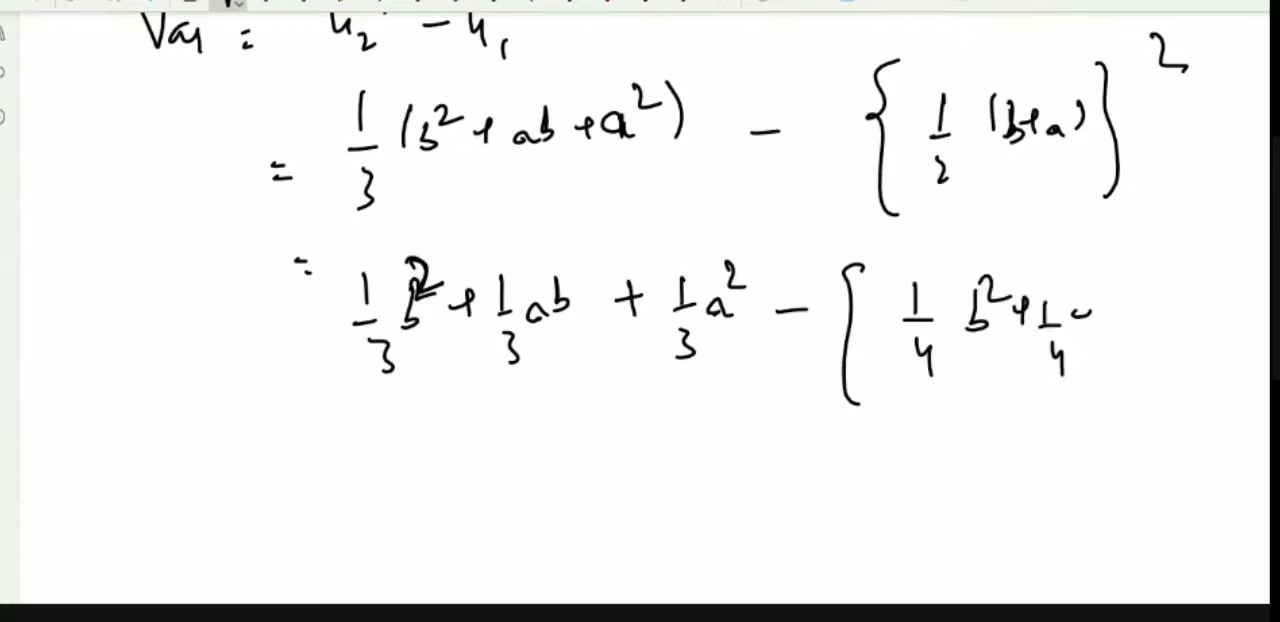 Var = μ₂' - μ₁
= 1/3 (b² + ab + a²) - {1/2 (b+a)}²
= 1/3 b² + 1/3 ab + 1/3 a² - { 1/4 b² + 1/4